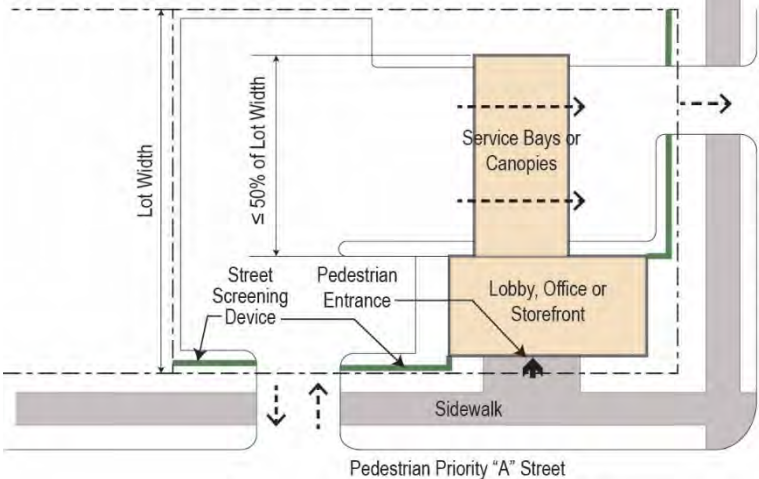 Lot Width
≤ 50% of Lot Width
Service Bays or
Canopies
Street
Screening
Device
Pedestrian
Entrance
Lobby, Office or
Storefront
Sidewalk
Pedestrian Priority “A” Street